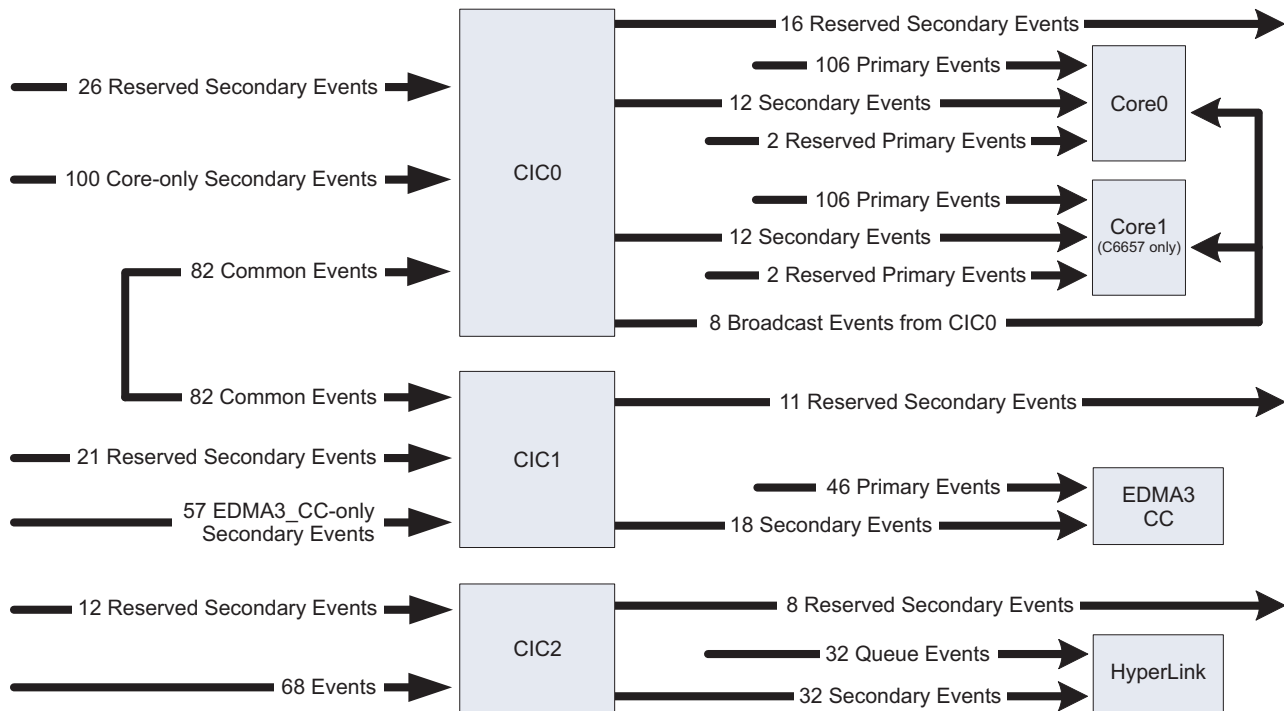 16 Reserved Secondary Events
106 Primary Events
26 Reserved Secondary Events
12 Secondary Events
Core0
2 Reserved Primary Events
100 Core-only Secondary Events
CIC0
106 Primary Events
12 Secondary Events
Core1
(C6657 only)
82 Common Events
2 Reserved Primary Events
8 Broadcast Events from CIC0
82 Common Events
11 Reserved Secondary Events
21 Reserved Secondary Events
CIC1
46 Primary Events
EDMA3
CC
57 EDMA3_CC-only
Secondary Events
18 Secondary Events
12 Reserved Secondary Events
8 Reserved Secondary Events
CIC2
32 Queue Events
HyperLink
68 Events
32 Secondary Events